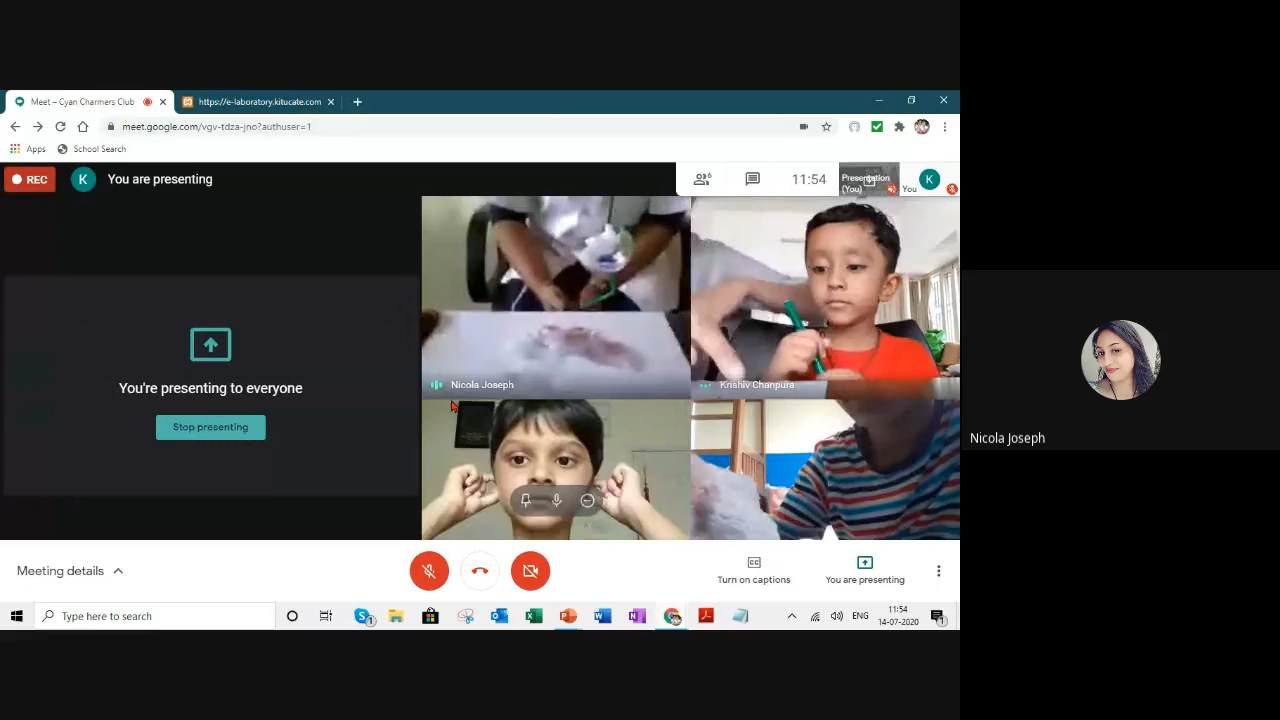 Meet – Cyan Charmers Club
https://e-laboratory.kitucate.com
meet.google.com/vgv-tdza-jno?authuser=1
Apps
School Search
REC
K
You are presenting
6
11:54
Presentation
(You)
You
K
You're presenting to everyone
Stop presenting
Nicola Joseph
Krishiv Chanpura
Nicola Joseph
Meeting details
CC
Turn on captions
You are presenting
Type here to search
ENG
11:54
14-07-2020